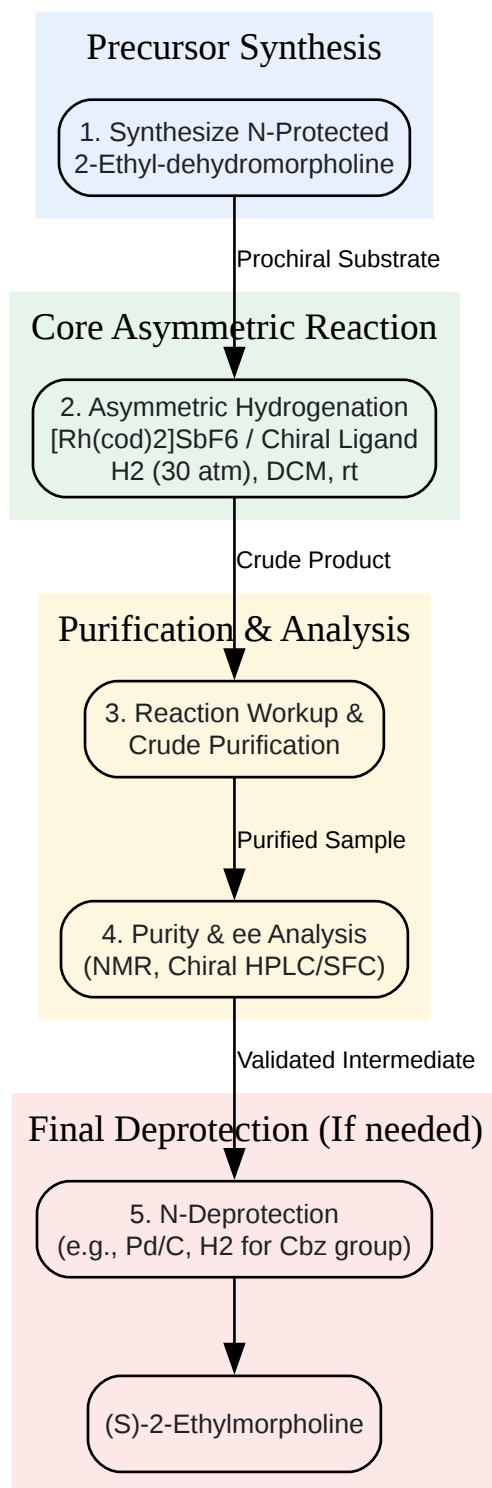 Precursor Synthesis
1. Synthesize N-Protected
2-Ethyl-dehydromorpholine
Prochiral Substrate
Core Asymmetric Reaction
2. Asymmetric Hydrogenation
[Rh(cod)2]SbF6 / Chiral Ligand
H2 (30 atm), DCM, rt
Crude Product
Purification & Analysis
3. Reaction Workup &
Crude Purification
Purified Sample
4. Purity & ee Analysis
(NMR, Chiral HPLC/SFC)
Validated Intermediate
Final Deprotection (If needed)
5. N-Deprotection
(e.g., Pd/C, H2 for Cbz group)
(S)-2-Ethylmorpholine